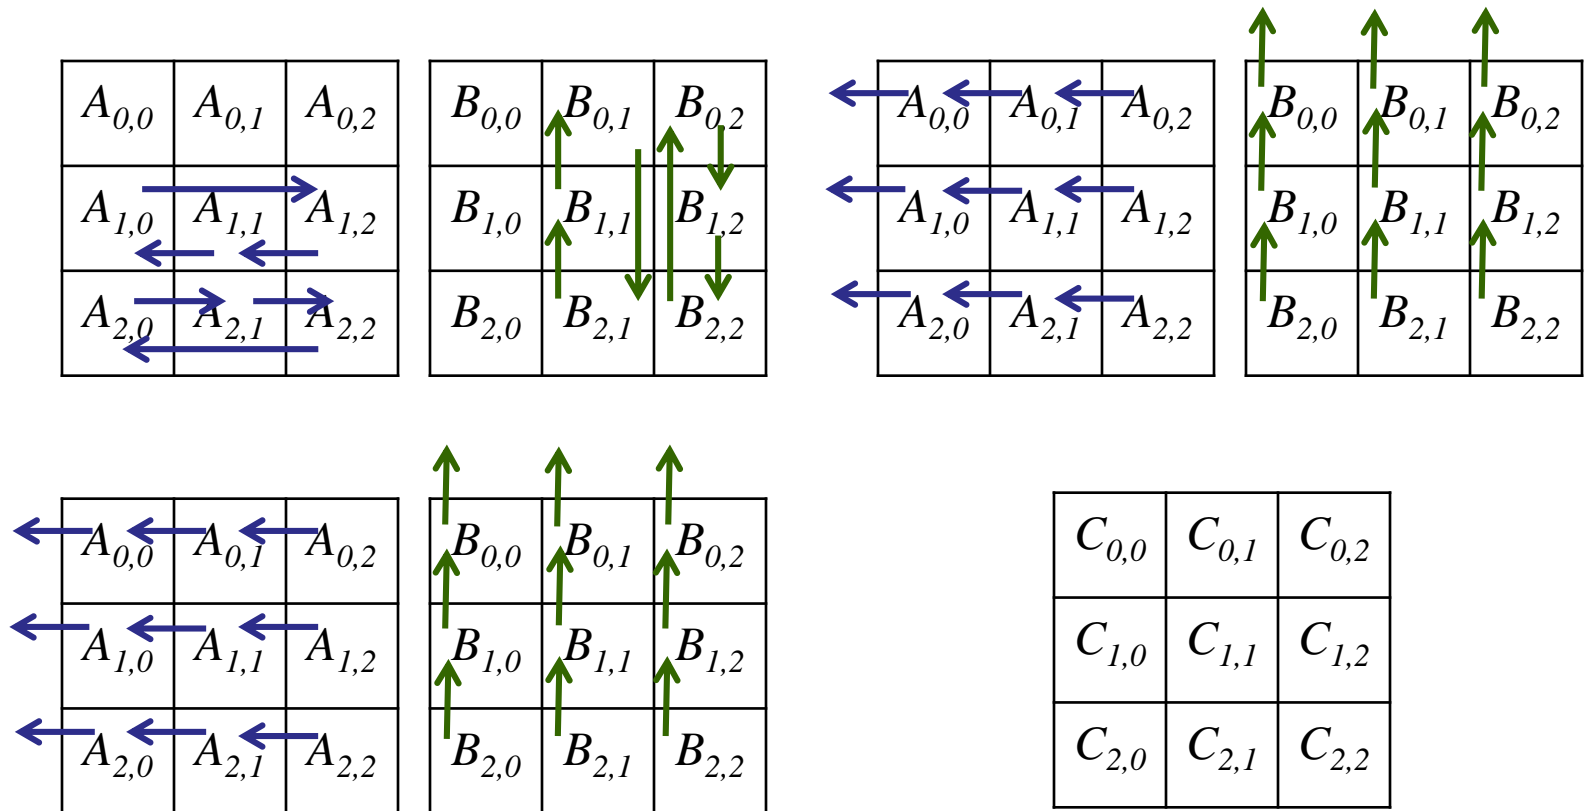 A0,0 A0,1 A0,2 B0,0 B0,1 B0,2 A0,0 A0,1 A0,2 B0,0 B0,1 B0,2
A1,0 A1,1 A1,2 B1,0 B1,1 B1,2 A1,0 A1,1 A1,2 B1,0 B1,1 B1,2
A2,0 A2,1 A2,2 B2,0 B2,1 B2,2 A2,0 A2,1 A2,2 B2,0 B2,1 B2,2
A0,0 A0,1 A0,2 B0,0 B0,1 B0,2 C0,0 C0,1 C0,2
A1,0 A1,1 A1,2 B1,0 B1,1 B1,2 C1,0 C1,1 C1,2
A2,0 A2,1 A2,2 B2,0 B2,1 B2,2 C2,0 C2,1 C2,2